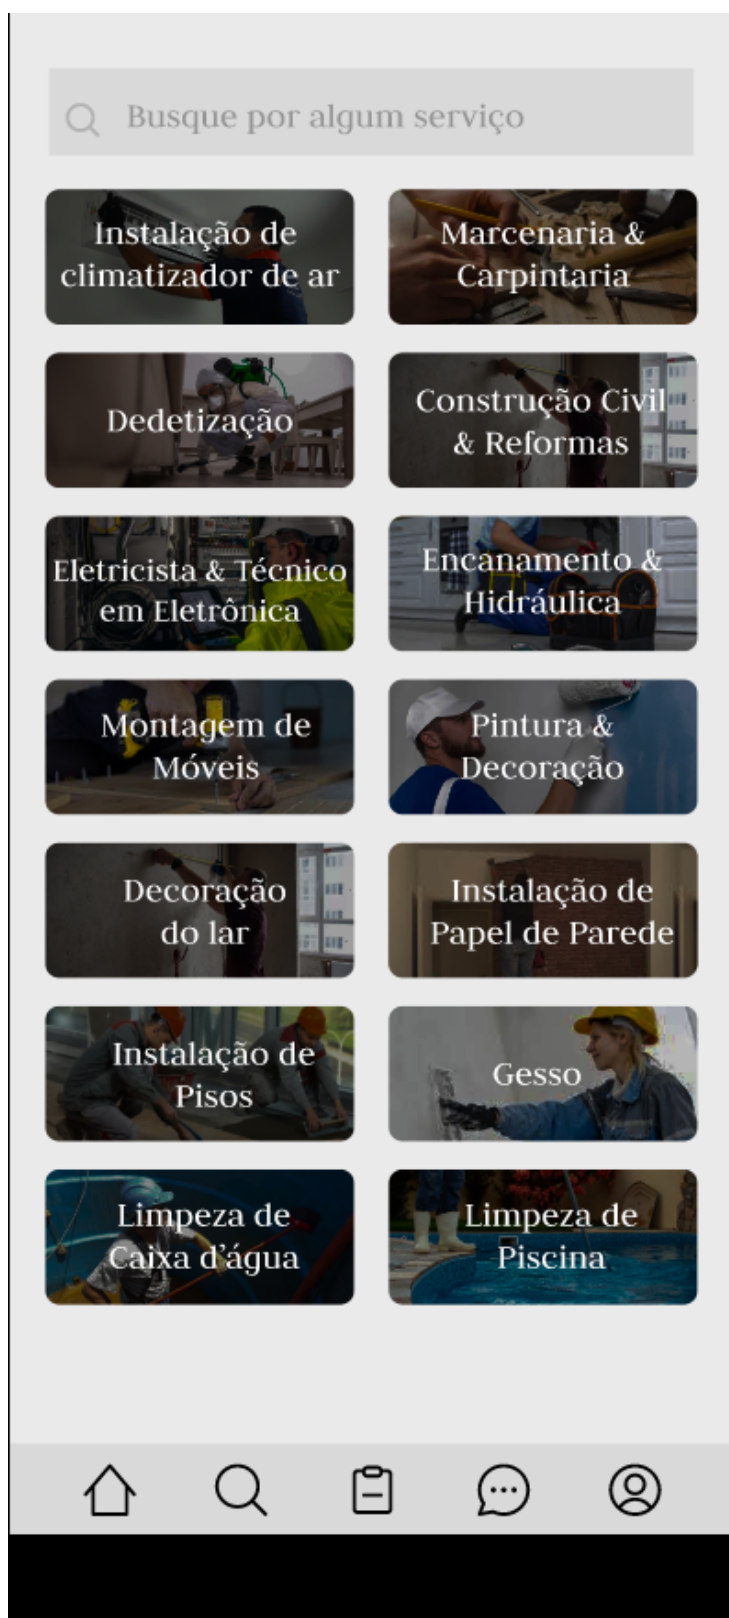 Busque por algum serviço
Instalação de
climatizador de ar
Marcenaria &
Carpintaria
Dedetização
Construção Civil
& Reformas
Eletricista & Técnico
em Eletrônica
Encanamento &
Hidráulica
Montagem de
Móveis
Pintura &
Decoração
Decoração
do lar
Instalação de
Papel de Parede
Instalação de
Pisos
Gesso
Limpeza de
Caixa d’água
Limpeza de
Piscina